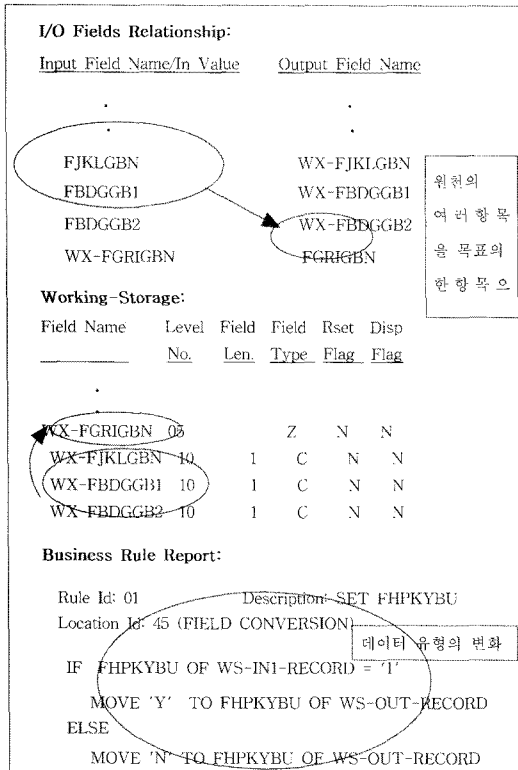 I/O Fields Relationship:
Input Field Name/In Value Output Field Name
.
.
FJKLGBN WX-FJKLGBN
FBDGGB1 WX-FBDGGB1
FBDGGB2 WX-FBDGGB2
WX-FGRIGBN FGRIGBN
원천의
여러항목
을 목표의
한항목으
Working-Storage:
Field Name Level Field Field Rset Disp
No. Len. Type Flag Flag
.
.
WX-FGRIGBN 05 Z N N
WX-FJKLGBN 10 1 C N N
WX-FBDGGB1 10 1 C N N
WX-FBDGGB2 10 1 C N N
Business Rule Report:
Rule Id: 01 Description: SET FHPKYBU
Location Id: 45 (FIELD CONVERSION)
데이터 유형의 변화
IF FHPKYBU OF WS-IN1-RECORD = '1'
MOVE 'Y' TO FHPKYBU OF WS-OUT-RECORD
ELSE
MOVE 'N' TO FHPKYBU OF WS-OUT-RECORD